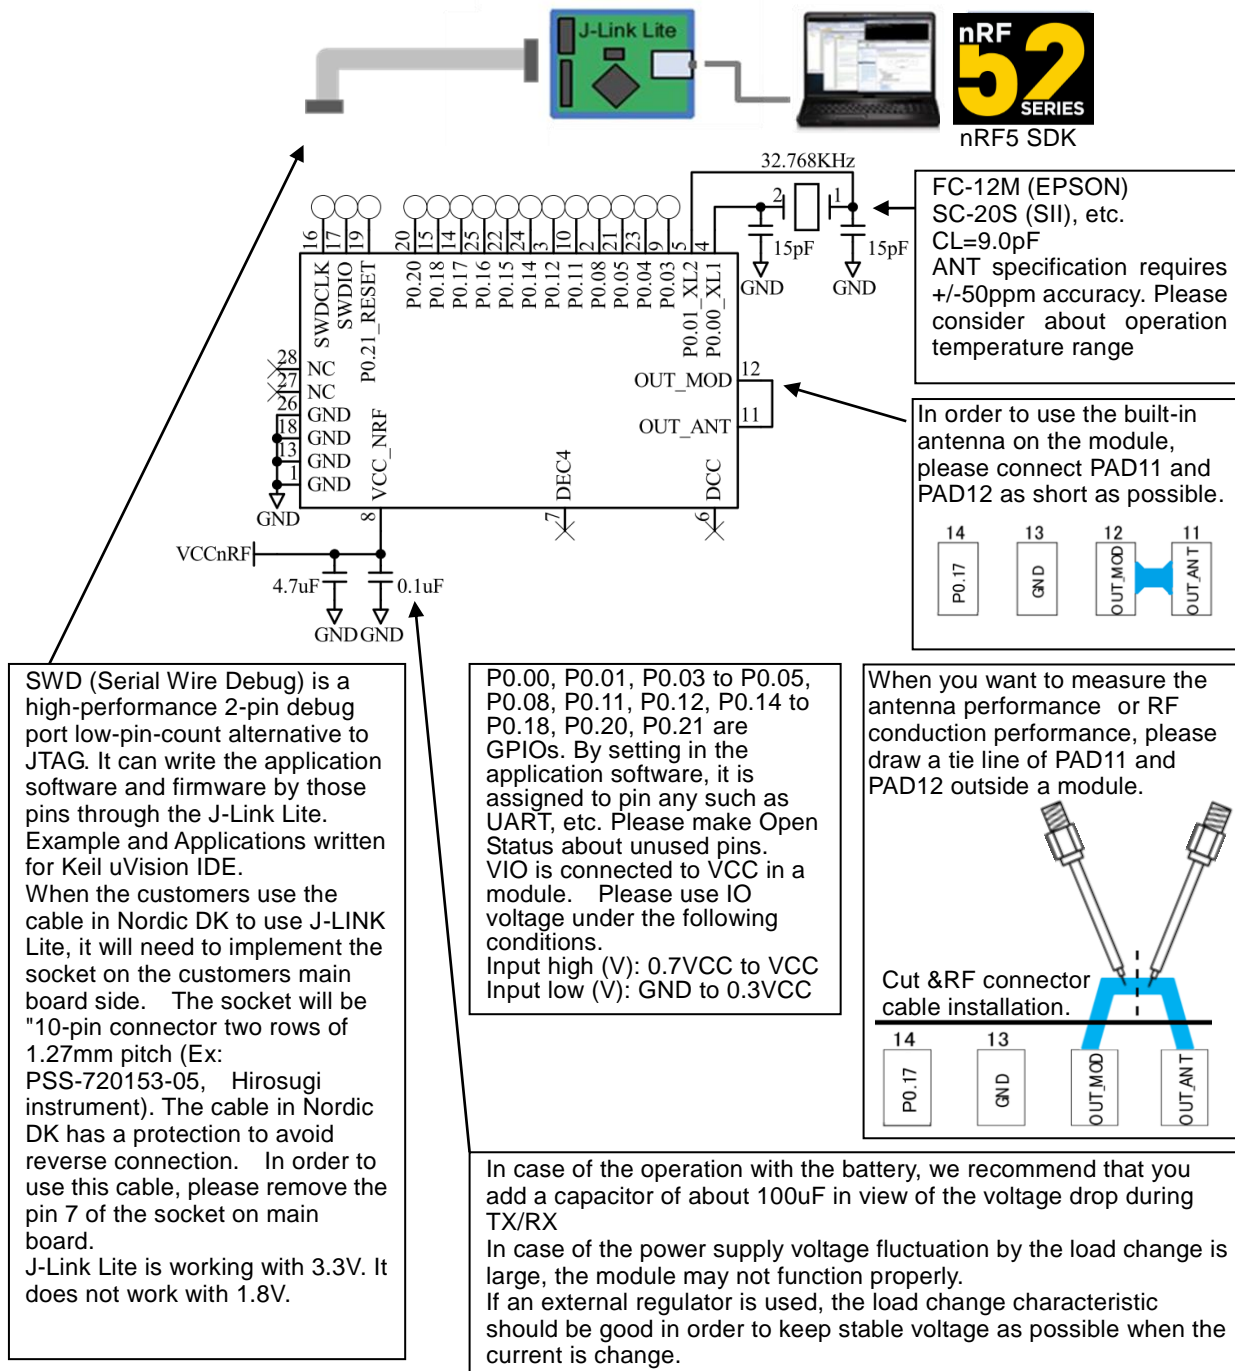 J-Link Lite
nRF
52
SERIES
nRF5 SDK
32.768KHz
2
1
15pF
15pF
GND
GND
FC-12M (EPSON)
SC-20S (SII), etc.
CL=9.0pF
ANT specification requires
+/-50ppm accuracy. Please
consider about operation
temperature range
16
17
19
20
15
14
25
22
24
3
10
2
21
23
9
5
4
SWDCLK
SWDIO
P0.21_RESET
P0.20
P0.18
P0.17
P0.16
P0.15
P0.14
P0.12
P0.11
P0.08
P0.05
P0.04
P0.03
P0.01_XL2
P0.00_XL1
28 NC
27 NC
26 GND
18 GND
13 GND
1 GND
GND
OUT_MOD 12
OUT_ANT 11
VCC_NRF
8
DEC4
7
DCC
6
VCCnRF
4.7uF
0.1uF
GND
GND
In order to use the built-in
antenna on the module,
please connect PAD11 and
PAD12 as short as possible.
14
13
12
11
P0.17
GND
OUT_MOD
OUT_ANT
SWD (Serial Wire Debug) is a
high-performance 2-pin debug
port low-pin-count alternative to
JTAG. It can write the application
software and firmware by those
pins through the J-Link Lite.
Example and Applications written
for Keil uVision IDE.
When the customers use the
cable in Nordic DK to use J-LINK
Lite, it will need to implement the
socket on the customers main
board side. The socket will be
"10-pin connector two rows of
1.27mm pitch (Ex:
PSS-720153-05, Hirosugi
instrument). The cable in Nordic
DK has a protection to avoid
reverse connection. In order to
use this cable, please remove the
pin 7 of the socket on main
board.
J-Link Lite is working with 3.3V. It
does not work with 1.8V.
P0.00, P0.01, P0.03 to P0.05,
P0.08, P0.11, P0.12, P0.14 to
P0.18, P0.20, P0.21 are
GPIOs. By setting in the
application software, it is
assigned to pin any such as
UART, etc. Please make Open
Status about unused pins.
VIO is connected to VCC in a
module. Please use IO
voltage under the following
conditions.
Input high (V): 0.7VCC to VCC
Input low (V): GND to 0.3VCC
When you want to measure the
antenna performance or RF
conduction performance, please
draw a tie line of PAD11 and
PAD12 outside a module.
Cut &RF connector
cable installation.
14
13
P0.17
GND
OUT_MOD
OUT_ANT
In case of the operation with the battery, we recommend that you
add a capacitor of about 100uF in view of the voltage drop during
TX/RX
In case of the power supply voltage fluctuation by the load change is
large, the module may not function properly.
If an external regulator is used, the load change characteristic
should be good in order to keep stable voltage as possible when the
current is change.